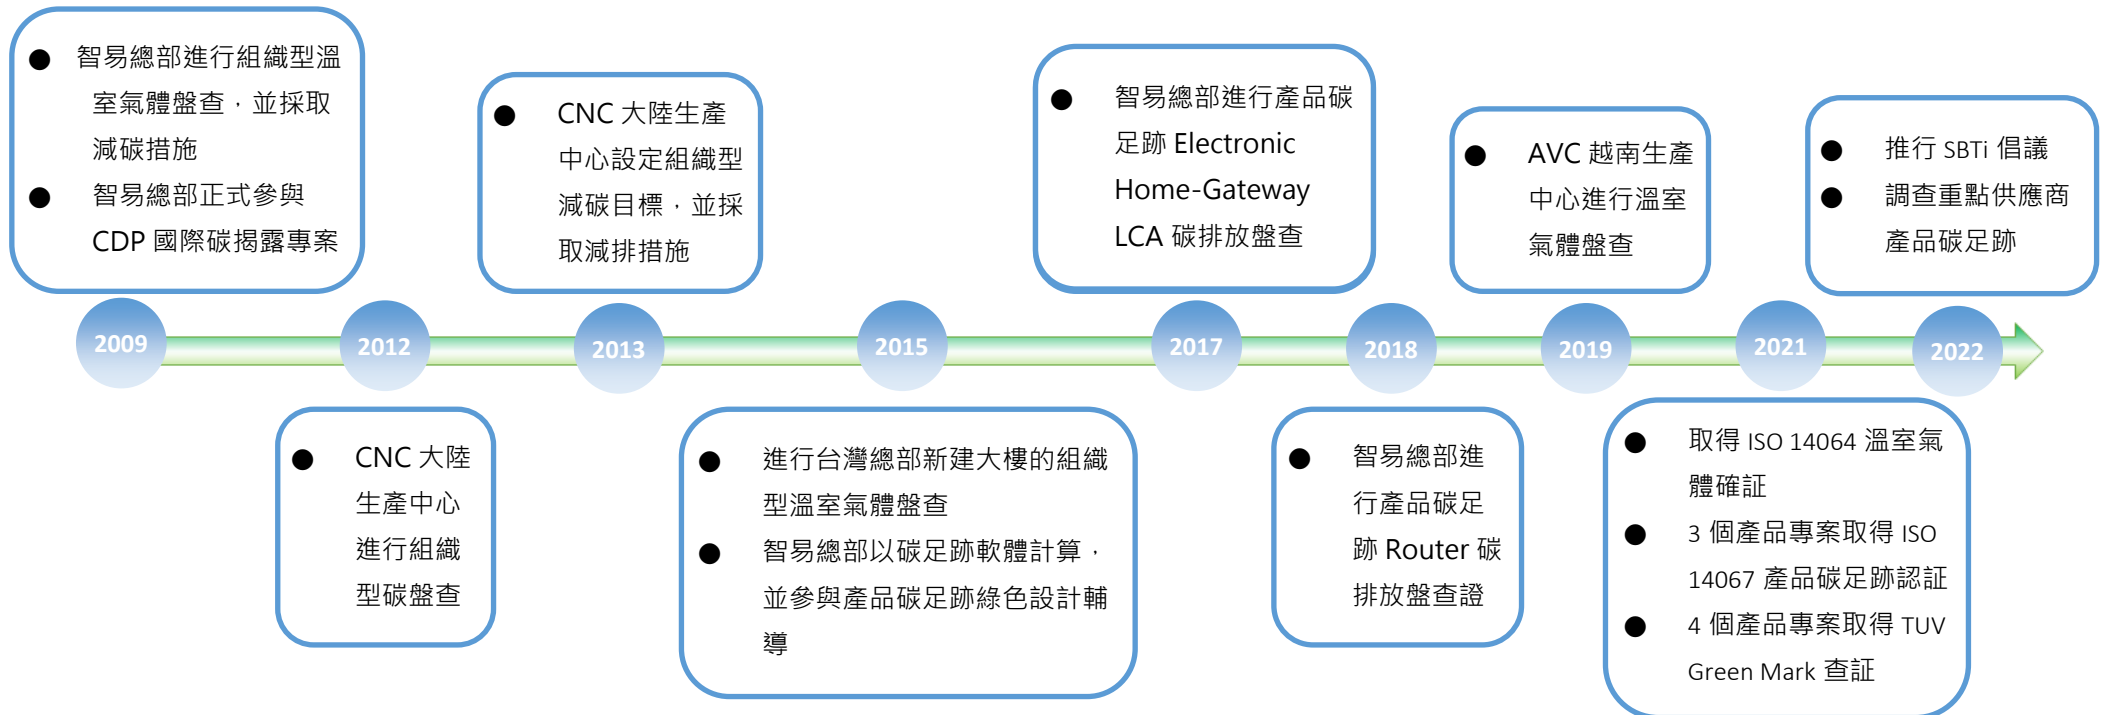 智易總部進行組織型溫
室氣體盤查，並採取
減碳措施
智易總部正式參與
CDP 國際碳揭露專案
CNC 大陸生產
中心設定組織型
減碳目標，並採
取減排措施
智易總部進行產品碳
足跡 Electronic
Home-Gateway
LCA 碳排放盤查
AVC 越南生產
中心進行溫室
氣體盤查
推行 SBTi 倡議
調查重點供應商
產品碳足跡
2009
2012
2013
2015
2017
2018
2019
2021
2022
CNC 大陸
生產中心
進行組織
型碳盤查
進行台灣總部新建大樓的組織
型溫室氣體盤查
智易總部以碳足跡軟體計算，
並參與產品碳足跡綠色設計輔
導
智易總部進
行產品碳足
跡 Router 碳
排放盤查證
取得 ISO 14064 溫室氣
體確証
3 個產品專案取得 ISO
14067 產品碳足跡認証
4 個產品專案取得 TUV
Green Mark 查証